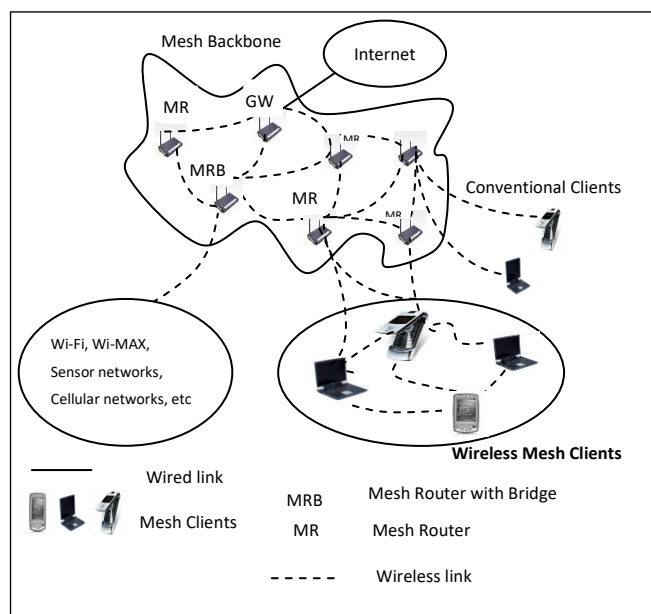 Mesh Backbone
Internet
MR
GW
MR
MRB
Conventional Clients
MR
MR
Wi-Fi, Wi-MAX,
Sensor networks,
Cellular networks, etc
Wireless Mesh Clients
Wired link
MRB
Mesh Router with Bridge
Mesh Clients
MR
Mesh Router
Wireless link